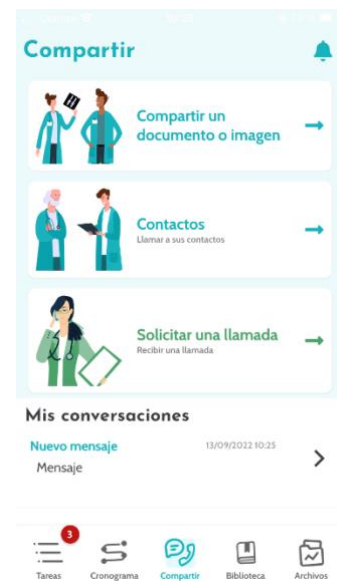 Compartir
Compartir un
documento o imagen
Contactos
Llamar a sus contactos
Solicitar una llamada
Recibir una llamada
Mis conversaciones
Nuevo mensaje 13/09/2022 10:25
Mensaje
3
Tareas Cronograma Compartir Biblioteca Archivos